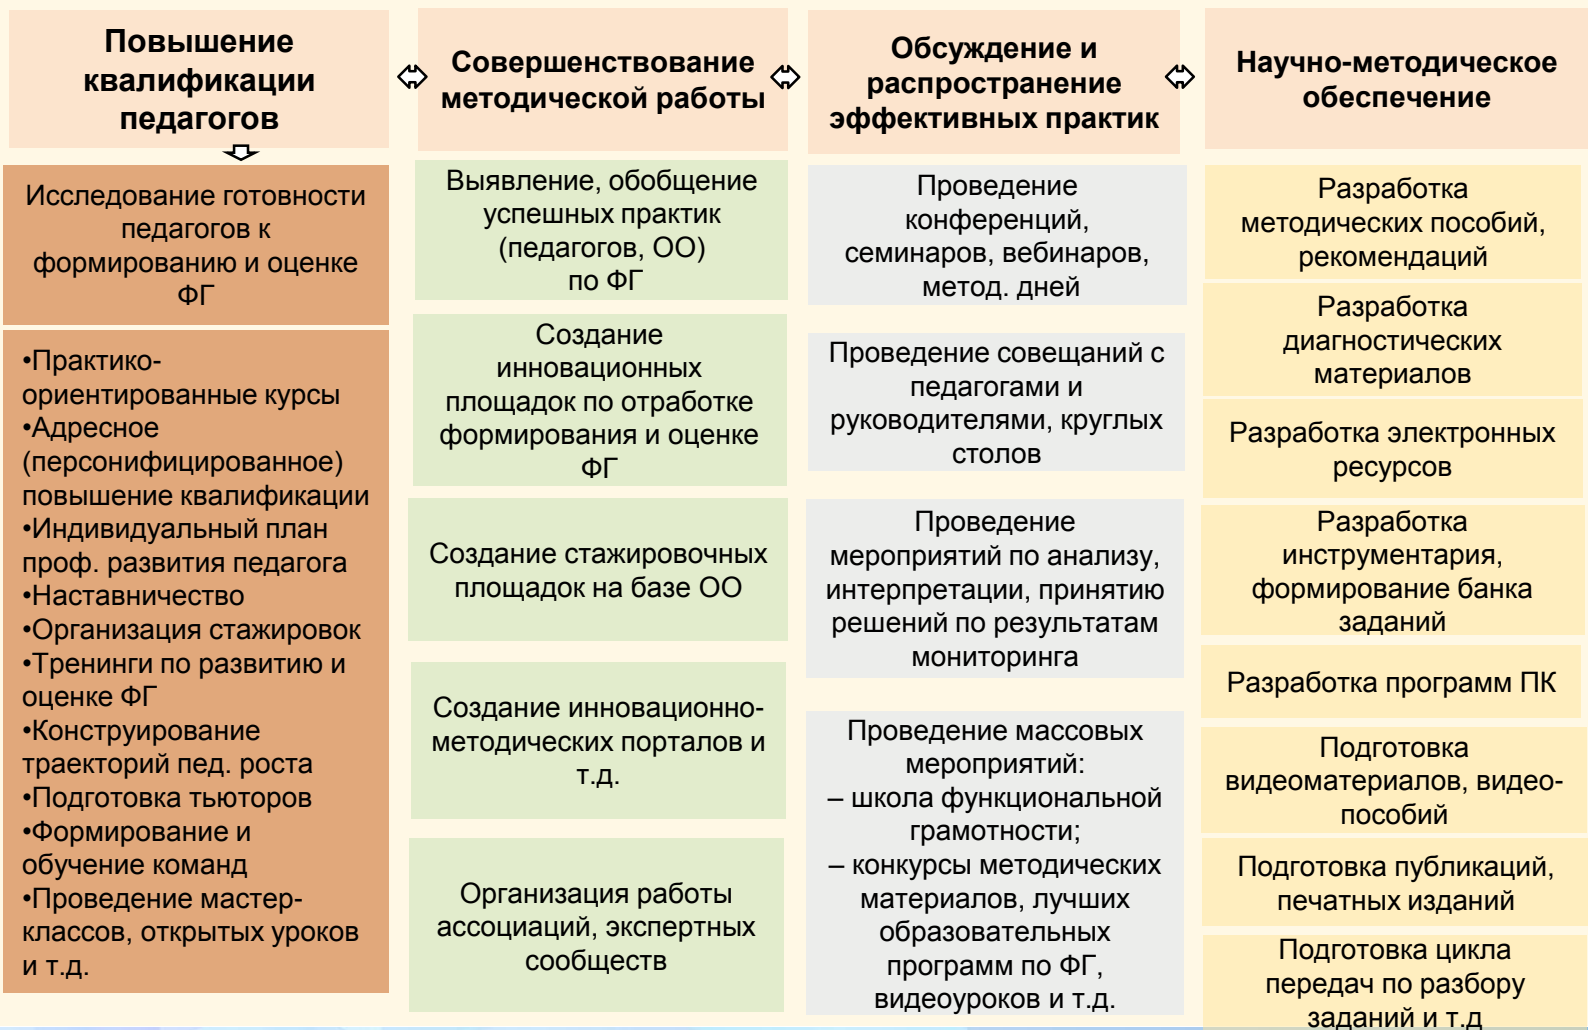 Повышение
квалификации
педагогов
Исследование готовности
педагогов к
формированию и оценке
ФГ
•Практико-
ориентированные курсы
•Адресное
(персонифицированное)
повышение квалификации
•Индивидуальный план
проф. развития педагога
•Наставничество
•Организация стажировок
•Тренинги по развитию и
оценке ФГ
•Конструирование
траекторий пед. роста
•Подготовка тьюторов
•Формирование и
обучение команд
•Проведение мастер-
классов, открытых уроков
и т.д.
Совершенствование
методической работы
Выявление, обобщение
успешных практик
(педагогов, ОО)
по ФГ
Создание
инновационных
площадок по отработке
формирования и оценке
ФГ
Создание стажировочных
площадок на базе ОО
Создание инновационно-
методических порталов и
т.д.
Организация работы
ассоциаций, экспертных
сообществ
Обсуждение и
распространение
эффективных практик
Проведение
конференций,
семинаров, вебинаров,
метод. дней
Проведение совещаний с
педагогами и
руководителями, круглых
столов
Проведение
мероприятий по анализу,
интерпретации, принятию
решений по результатам
мониторинга
Проведение массовых
мероприятий:
– школа функциональной
грамотности;
– конкурсы методических
материалов, лучших
образовательных
программ по ФГ,
видеоуроков и т.д.
Научно-методическое
обеспечение
Разработка
методических пособий,
рекомендаций
Разработка
диагностических
материалов
Разработка электронных
ресурсов
Разработка
инструментария,
формирование банка
заданий
Разработка программ ПК
Подготовка
видеоматериалов, видео-
пособий
Подготовка публикаций,
печатных изданий
Подготовка цикла
передач по разбору
заданий и т.д